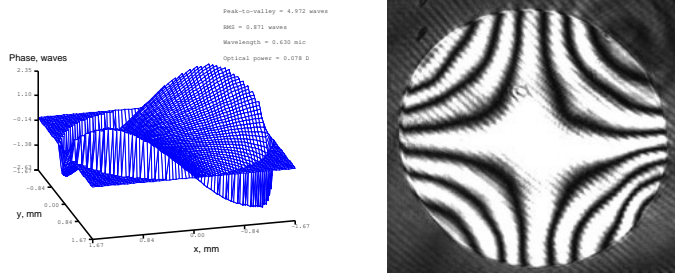 Peak-to-valley = 4.972 waves
RMS = 0.871 waves
Wavelength = 0.630 mic
Optical power = 0.078 D
Phase, waves
2.35
1.10
-0.14
-1.38
-2.63
-1.67
-0.84
0.00
0.84
1.67
y, mm
1.67
0.84
0.00
-0.84
-1.67
x, mm